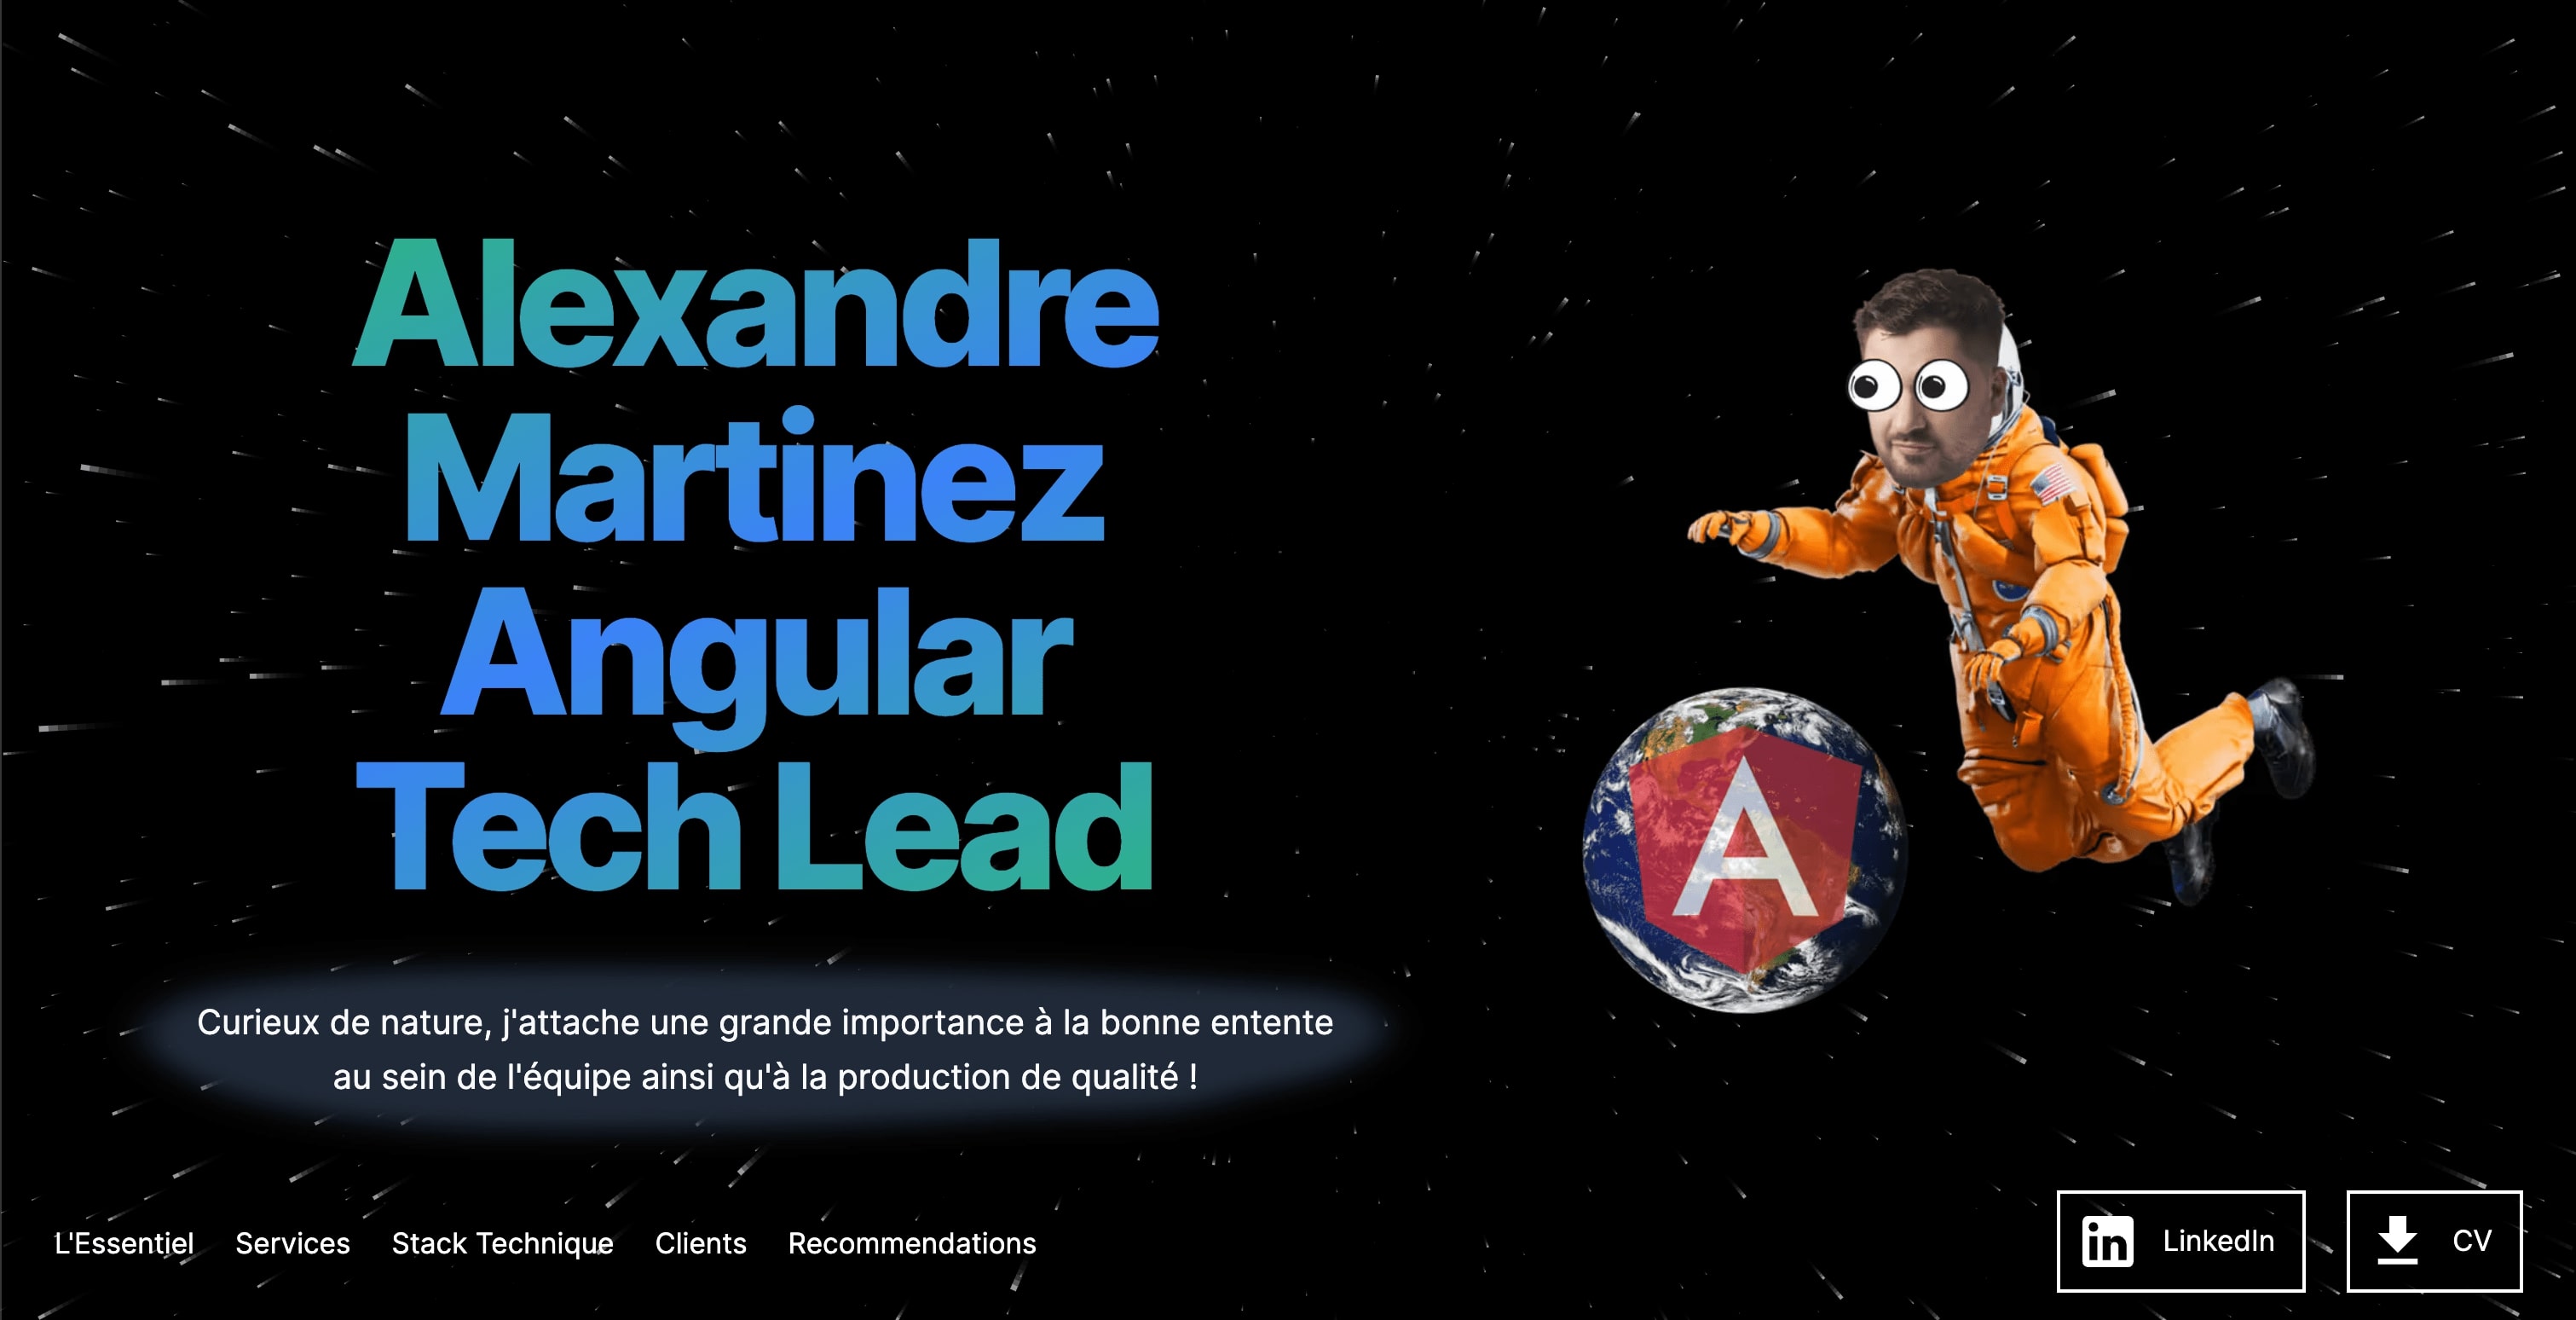 Alexandre
Martinez
Angular
Tech Lead
Curieux de nature, j'attache une grande importance à la bonne entente
au sein de l'équipe ainsi qu'à la production de qualité !
A
L'Essentiel Services Stack Technique Clients Recommendations
in LinkedIn CV